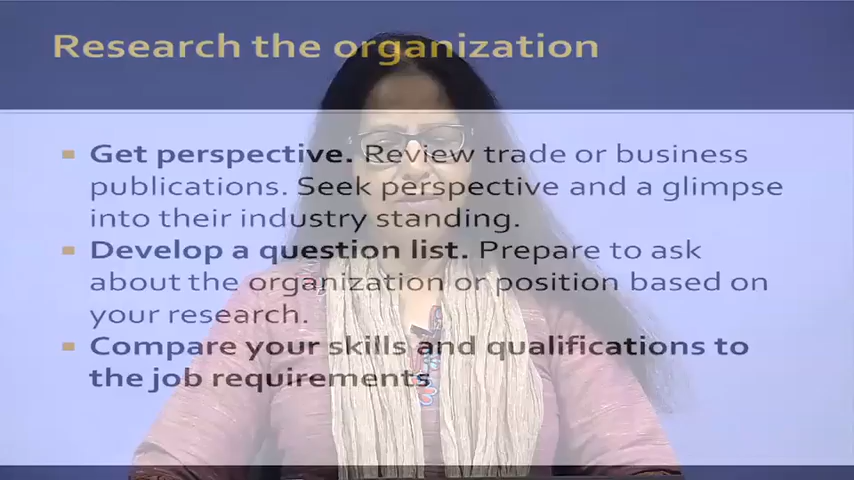 Research the organization
Get perspective. Review trade or business
publications. Seek perspective and a glimpse
into their industry standing.
Develop a question list. Prepare to ask
about the organization or position based on
your research.
Compare your skills and qualifications to
the job requirements